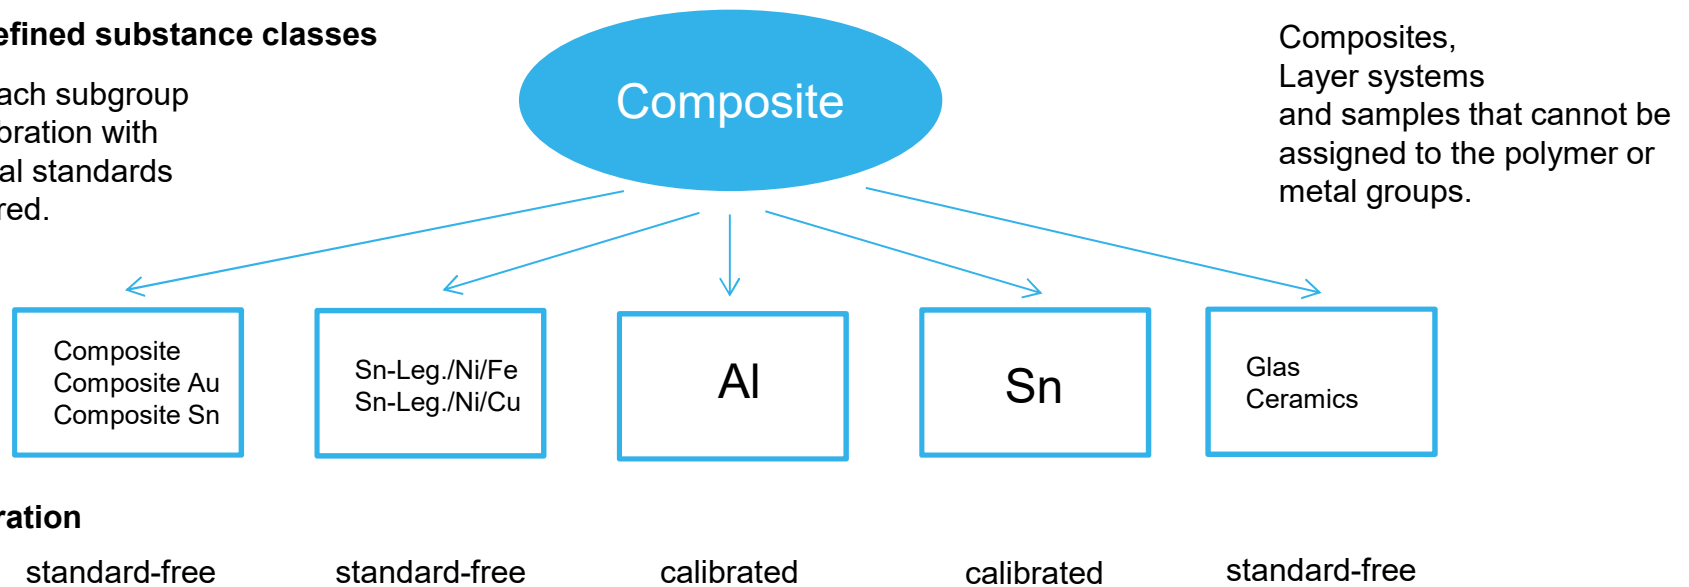 efined substance classes
ach subgroup
bration with
al standards
red.
Composite
Composites,
Layer systems
and samples that cannot be
assigned to the polymer or
metal groups.
Composite
Composite Au
Composite Sn
Sn-Leg./Ni/Fe
Sn-Leg./Ni/Cu
Al
Sn
Glas
Ceramics
ration
standard-free
standard-free
calibrated
calibrated
standard-free